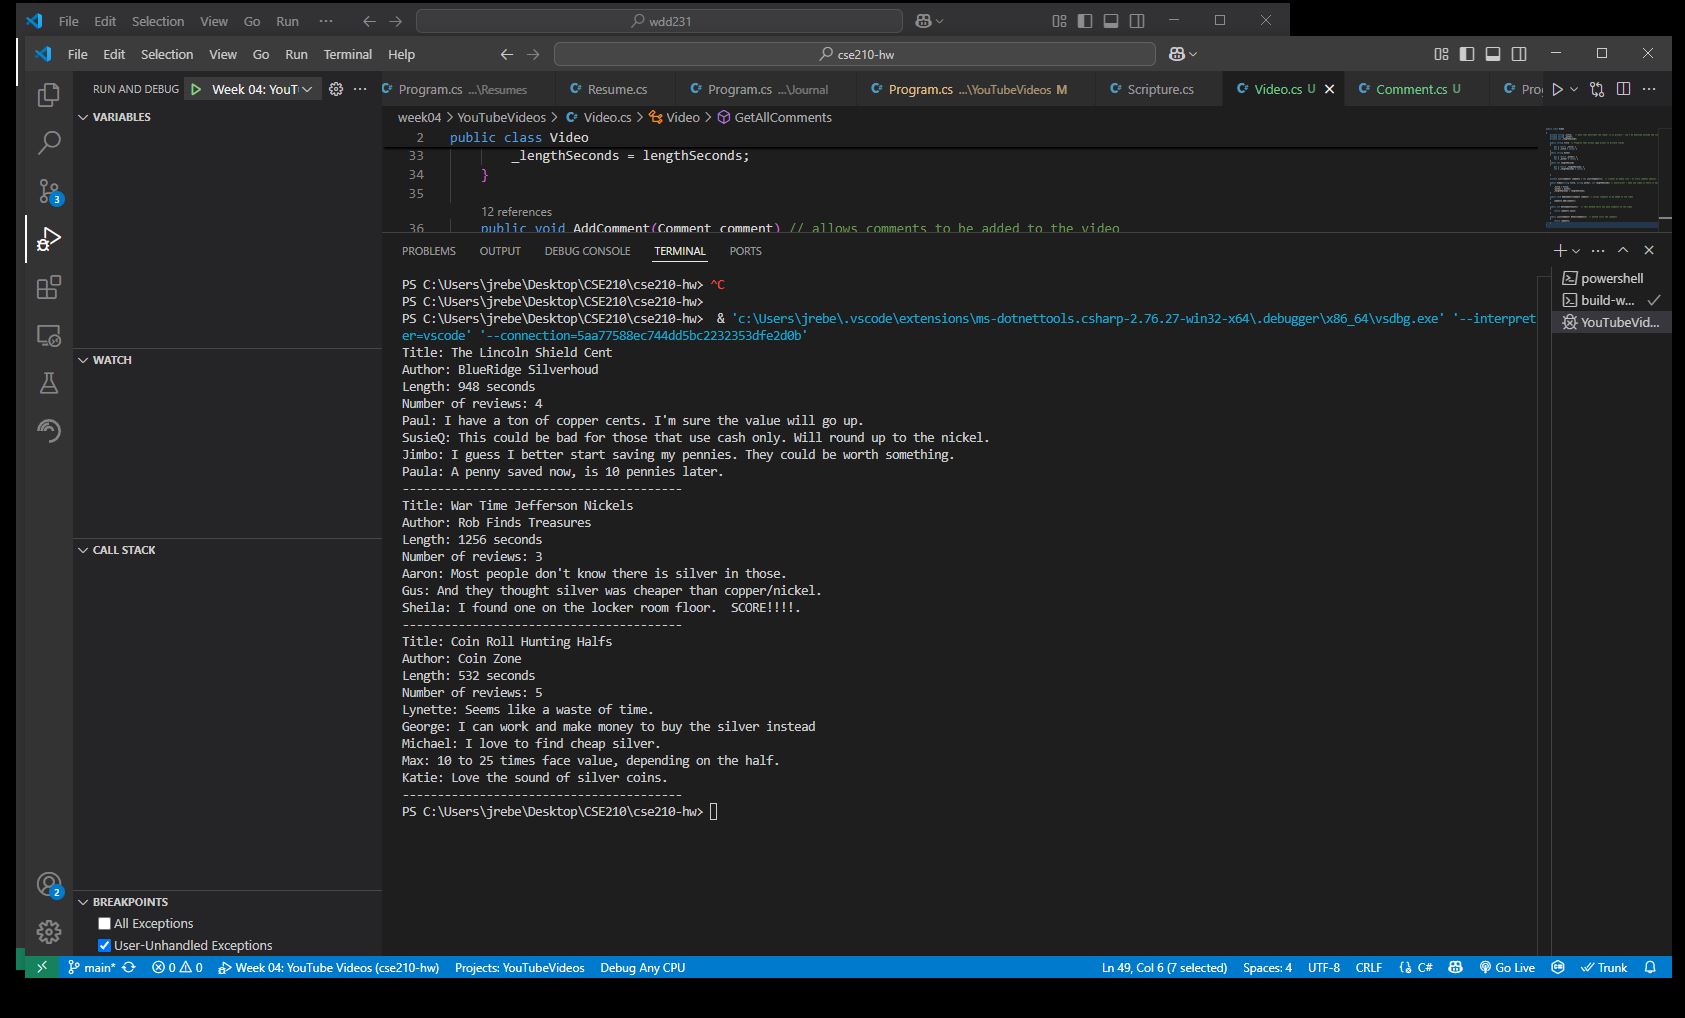 File Edit Selection View Go Run ··· wdd231
File Edit Selection View Go Run Terminal Help cse210-hw
RUN AND DEBUG Week 04: YouT
Program.cs ...\Resumes Resume.cs Program.cs ...\Journal Program.cs ...\YouTubeVideos M Scripture.cs Video.cs U Comment.cs U
VARIABLES
week04 > YouTubeVideos > Video.cs > Video > GetAllComments
2 public class Video
33 _lengthSeconds = lengthSeconds;
34 }
35
12 references
36 public void AddComment(Comment comment) // allows comments to be added to the video
PROBLEMS OUTPUT DEBUG CONSOLE TERMINAL PORTS
PS C:\Users\jrebe\Desktop\CSE210\cse210-hw> ^C
PS C:\Users\jrebe\Desktop\CSE210\cse210-hw>
PS C:\Users\jrebe\Desktop\CSE210\cse210-hw>  & 'c:\Users\jrebe\.vscode\extensions\ms-dotnettools.csharp-2.76.27-win32-x64\.debugger\x86_64\vsdbg.exe' '--interpret
er=vscode' '--connection=5aa77588ec744dd5bc2232353dfe2d0b'
Title: The Lincoln Shield Cent
Author: BlueRidge Silverhoud
Length: 948 seconds
Number of reviews: 4
Paul: I have a ton of copper cents. I'm sure the value will go up.
SusieQ: This could be bad for those that use cash only. Will round up to the nickel.
Jimbo: I guess I better start saving my pennies. They could be worth something.
Paula: A penny saved now, is 10 pennies later.
----------------------------------------
Title: War Time Jefferson Nickels
Author: Rob Finds Treasures
Length: 1256 seconds
Number of reviews: 3
Aaron: Most people don't know there is silver in those.
Gus: And they thought silver was cheaper than copper/nickel.
Sheila: I found one on the locker room floor.  SCORE!!!!.
----------------------------------------
Title: Coin Roll Hunting Halfs
Author: Coin Zone
Length: 532 seconds
Number of reviews: 5
Lynette: Seems like a waste of time.
George: I can work and make money to buy the silver instead
Michael: I love to find cheap silver.
Max: 10 to 25 times face value, depending on the half.
Katie: Love the sound of silver coins.
----------------------------------------
PS C:\Users\jrebe\Desktop\CSE210\cse210-hw>
powershell
build-w...
YouTubeVid...
WATCH
CALL STACK
BREAKPOINTS
All Exceptions
User-Unhandled Exceptions
3
2
main* 0 0 Week 04: YouTube Videos (cse210-hw) Projects: YouTubeVideos Debug Any CPU Ln 49, Col 6 (7 selected) Spaces: 4 UTF-8 CRLF C# Go Live Trunk